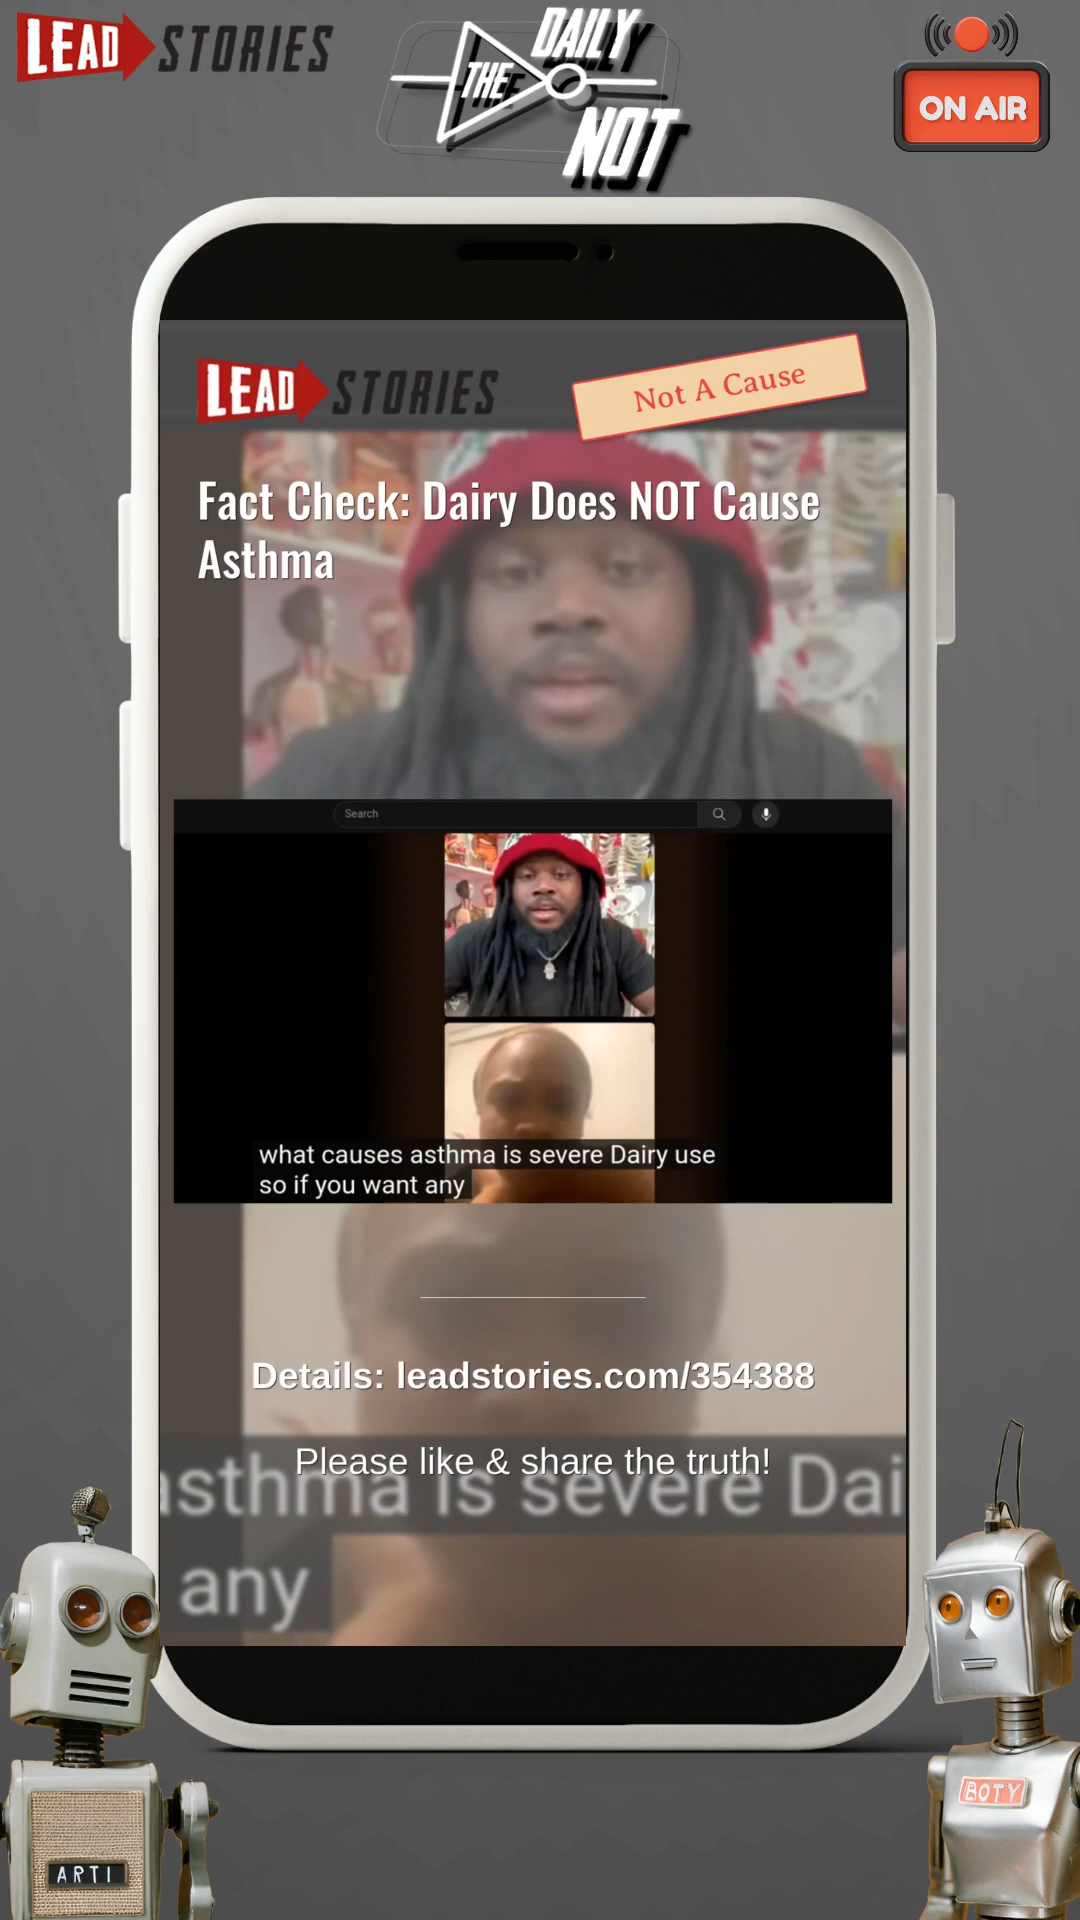 LEAD STORIES
THE DAILY NOT
ON AIR
LEAD STORIES
Not A Cause
Fact Check: Dairy Does NOT Cause
Asthma
Search
what causes asthma is severe Dairy use
so if you want any
Details: leadstories.com/354388
Please like & share the truth!
asthma is severe Dai
any
BOTY
ARTI